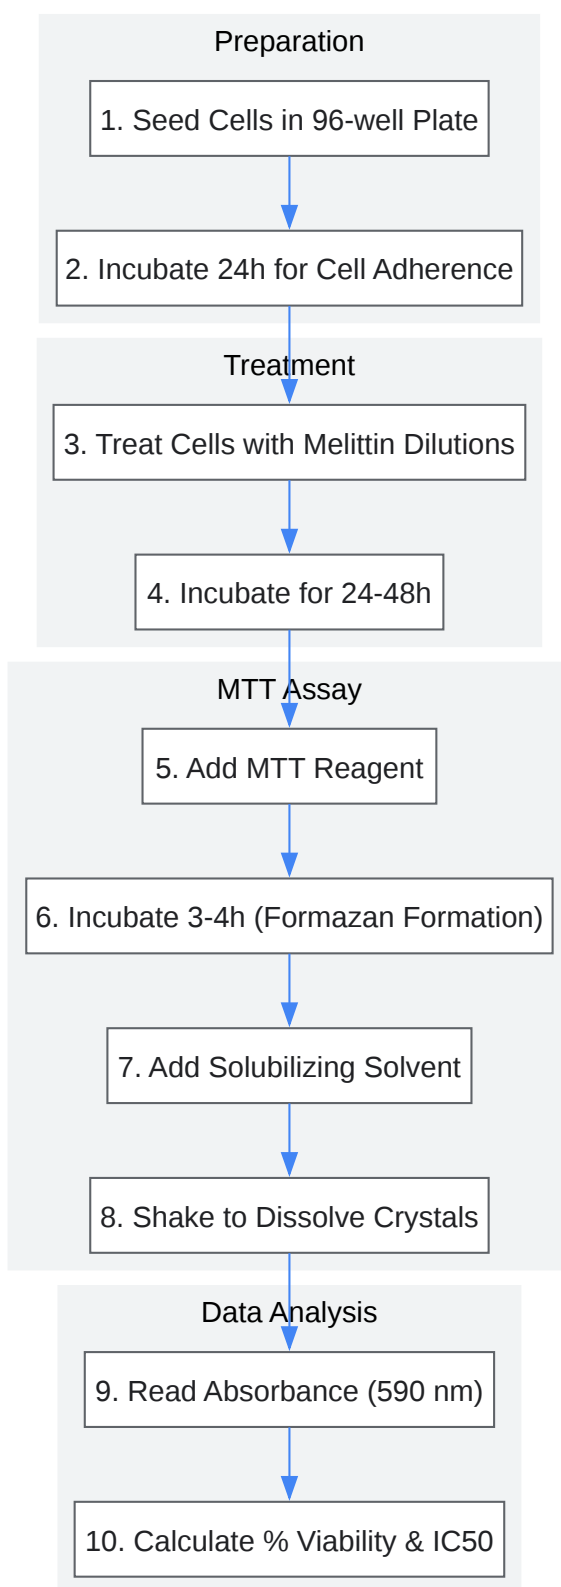 Preparation
1. Seed Cells in 96-well Plate
2. Incubate 24h for Cell Adherence
Treatment
3. Treat Cells with Melittin Dilutions
4. Incubate for 24-48h
MTT Assay
5. Add MTT Reagent
6. Incubate 3-4h (Formazan Formation)
7. Add Solubilizing Solvent
8. Shake to Dissolve Crystals
Data Analysis
9. Read Absorbance (590 nm)
10. Calculate % Viability & IC50